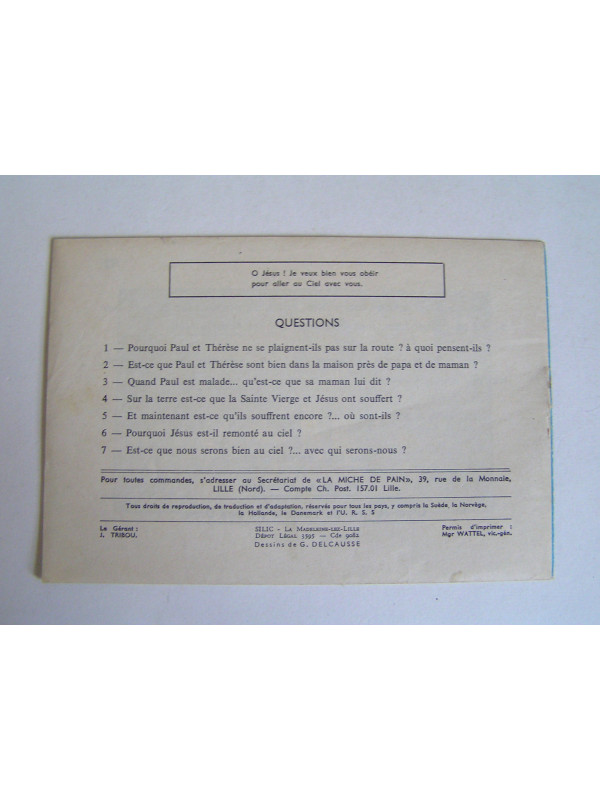 O Jésus ! Je veux bien vous obéir
pour aller au Ciel avec vous.
QUESTIONS
1 — Pourquoi Paul et Thérèse ne se plaignent-ils pas sur la route ? à quoi pensent-ils ?
2 — Est-ce que Paul et Thérèse sont bien dans la maison près de papa et de maman ?
3 — Quand Paul est malade... qu'est-ce que sa maman lui dit ?
4 — Sur la terre est-ce que la Sainte Vierge et Jésus ont souffert ?
5 — Et maintenant est-ce qu'ils souffrent encore ?... où sont-ils ?
6 — Pourquoi Jésus est-il remonté au ciel ?
7 — Est-ce que nous serons bien au ciel ?... avec qui serons-nous ?
Pour toutes commandes, s'adresser au Secrétariat de «LA MICHE DE PAIN», 39, rue de la Monnaie,
LILLE (Nord). — Compte Ch. Post. 157.01 Lille.
Tous droits de reproduction, de traduction et d'adaptation, réservés pour tous les pays, y compris la Suède, la Norvège,
la Hollande, le Danemark et l'U. R. S. S
Le Gérant :
J. TRIBOU.
SILIC - La Madeleine-lez-Lille
Dépot Légal 3595 — Cde 9082
Dessins de G. DELCAUSSE
Permis d'imprimer :
Mgr WATTEL, vic.-gén.